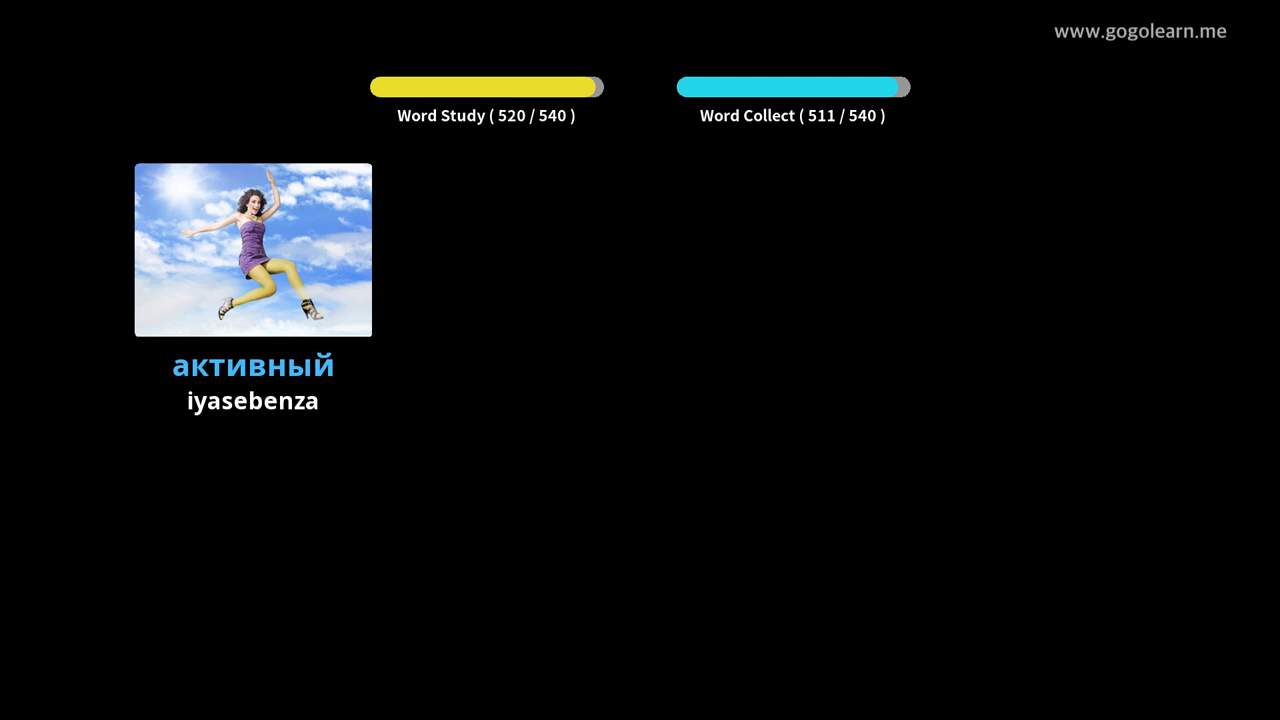 www.gogolearn.me
Word Study ( 520 / 540 )
Word Collect ( 511 / 540 )
активный
iyasebenza